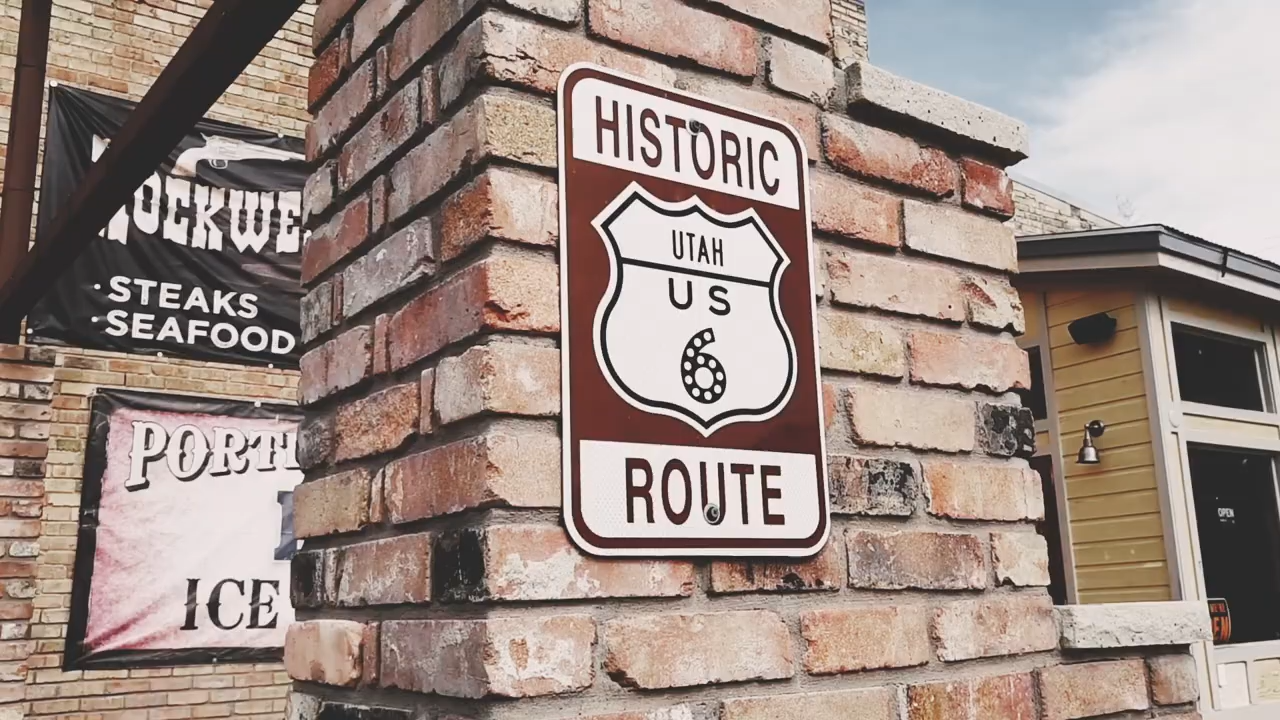 STEAKS
SEAFOOD
ICE
HISTORIC
UTAH
US
6
ROUTE
OPEN